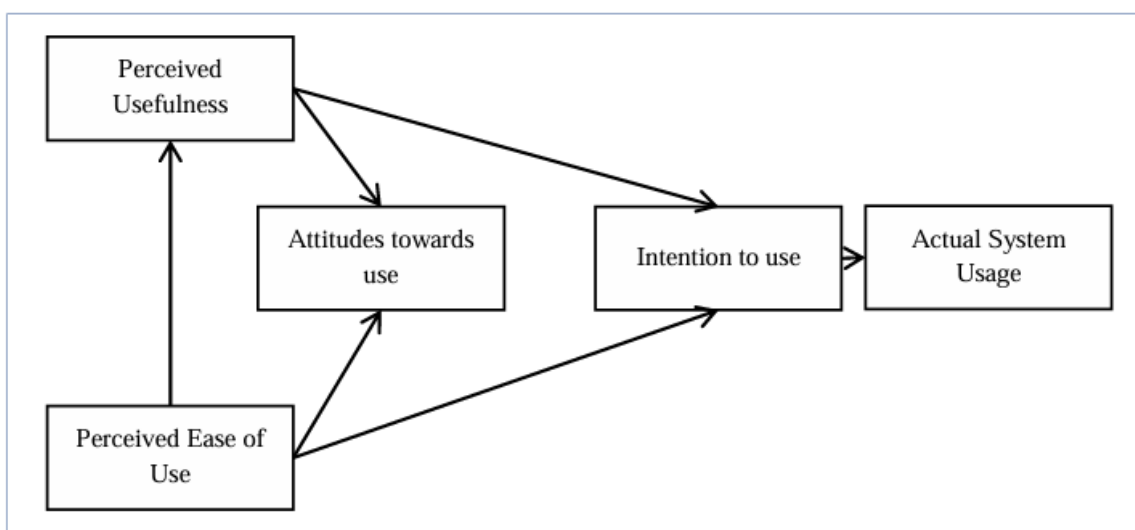 Perceived
Usefulness
Attitudes towards
use
Intention to use
Actual System
Usage
Perceived Ease of
Use